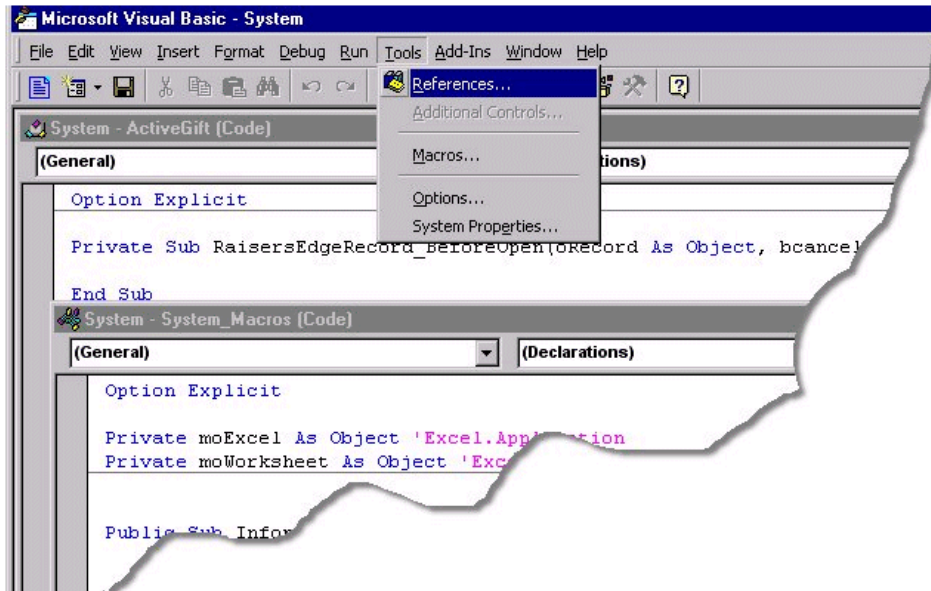 Microsoft Visual Basic - System
File Edit View Insert Format Debug Run Tools Add-Ins Window Help
References...
Additional Controls...
Macros...
Options...
System Properties...
System - ActiveGift (Code)
(General)
Option Explicit
Private Sub RaisersEdgeRecord_BeforeOpen(oRecord As Object, bcancel
End Sub
System - System_Macros (Code)
(General) (Declarations)
Option Explicit
Private moExcel As Object 'Excel.Application
Private moWorksheet As Object 'Exc
Public Sub Infor